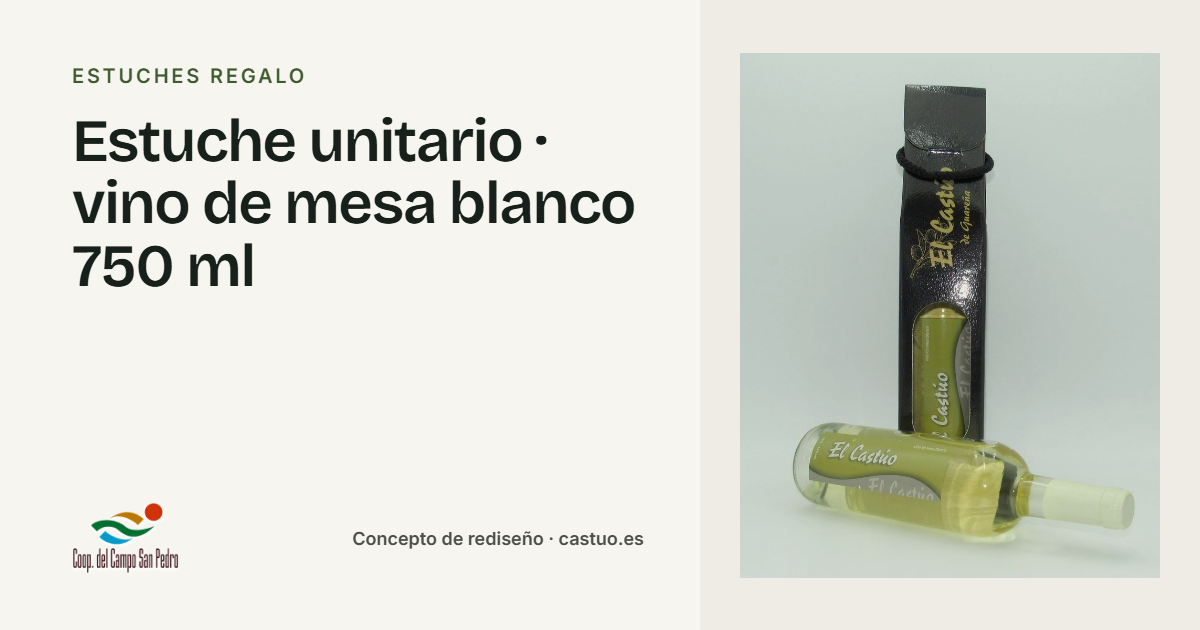 ESTUCHES REGALO
Estuche unitario ·
vino de mesa blanco
750 ml
Coop. del Campo San Pedro
Concepto de rediseño · castuo.es
El Castúo
de Guareña
El Castúo
El Castúo
El Castúo